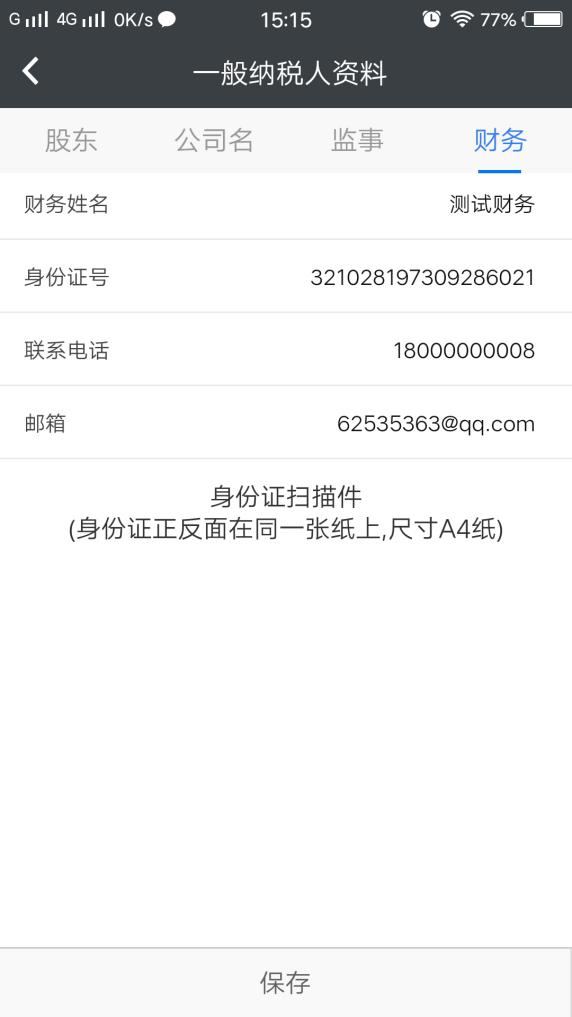 G 4G 0K/s 15:15 77%
一般纳税人资料
股东 公司名 监事 财务
财务姓名 测试财务
身份证号 321028197309286021
联系电话 18000000008
邮箱 62535363@qq.com
身份证扫描件
(身份证正反面在同一张纸上,尺寸A4纸)
保存